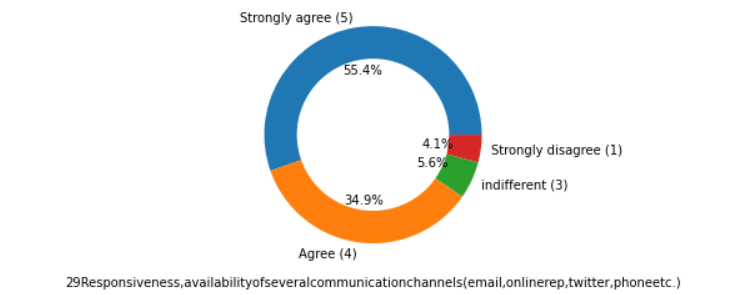 Strongly agree (5)
55.4%
4.1%
Strongly disagree (1)
5.6%
indifferent (3)
34.9%
Agree (4)
29Responsiveness,availabilityofseveralcommunicationchannels(email,onlinerep,twitter,phoneetc.)